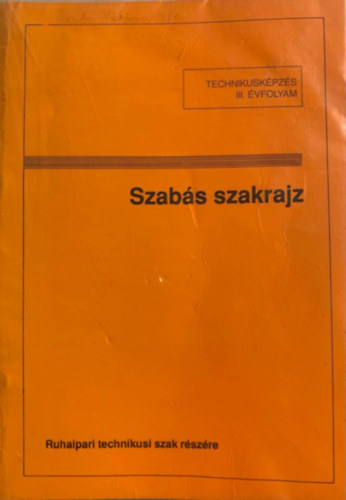 TECHNIKUSKÉPZÉS
III. ÉVFOLYAM
Szabás szakrajz
Ruhaipari technikusi szak részére